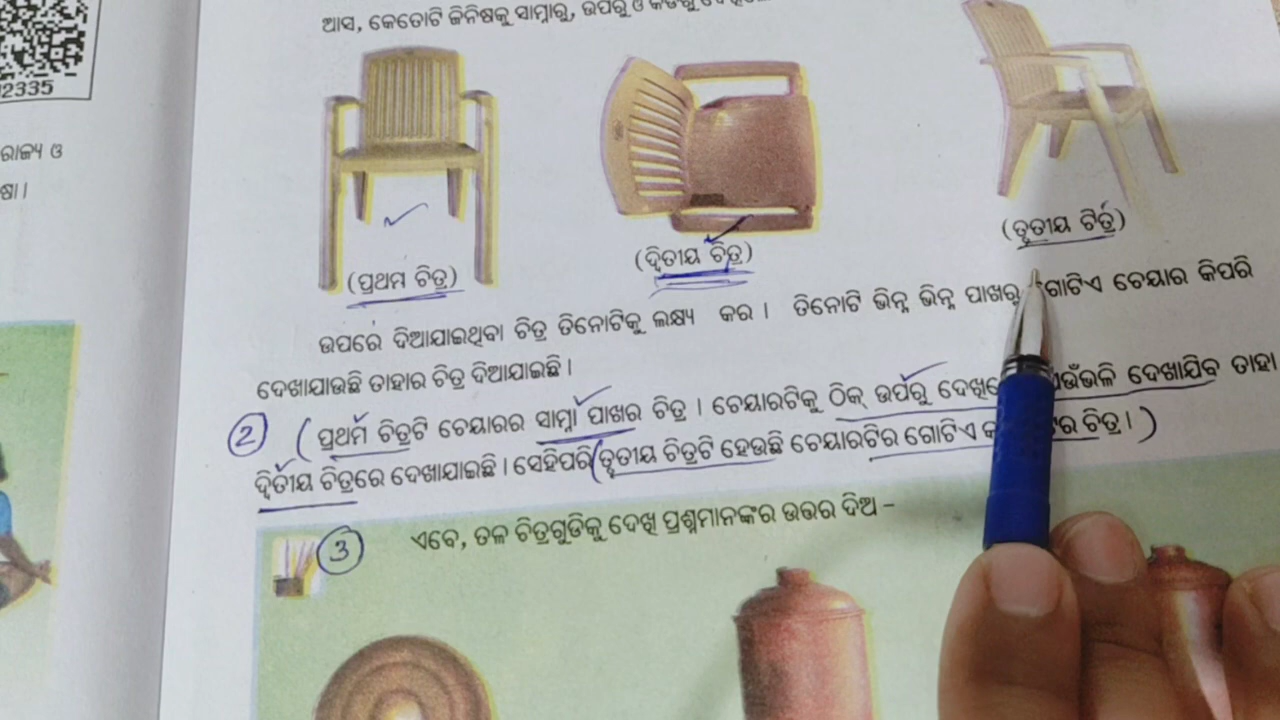 ଆସ, କେତୋଟି ଜିନିଷକୁ ସାମ୍ନାରୁ, ଉପରୁ ଓ
2335
ରାଜ୍ୟ ଓ
ଷା ।
(ପ୍ରଥମ ଚିତ୍ର)
(ଦ୍ୱିତୀୟ ଚିତ୍ର)
(ତୃତୀୟ ଚିତ୍ର)
ଉପରେ ଦିଆଯାଇଥିବା ଚିତ୍ର ତିନୋଟିକୁ ଲକ୍ଷ୍ୟ କର । ତିନୋଟି ଭିନ୍ନ ଭିନ୍ନ ପାଖରୁ ଗୋଟିଏ ଚେୟାର କିପରି
ଦେଖାଯାଉଛି ତାହାର ଚିତ୍ର ଦିଆଯାଇଛି ।
2 (ପ୍ରଥମ ଚିତ୍ରଟି ଚେୟାରର ସାମ୍ନା ପାଖର ଚିତ୍ର । ଚେୟାରଟିକୁ ଠିକ୍ ଉପରୁ ଦେଖିଲେ ଯେଉଁଭଳି ଦେଖାଯିବ ତାହା
ଦ୍ୱିତୀୟ ଚିତ୍ରରେ ଦେଖାଯାଇଛି । ସେହିପରି (ତୃତୀୟ ଚିତ୍ରଟି ହେଉଛି ଚେୟାରଟିର ଗୋଟିଏ ଚିତ୍ର ।)
3 ଏବେ, ତଳ ଚିତ୍ରଗୁଡିକୁ ଦେଖି ପ୍ରଶ୍ନମାନଙ୍କର ଉତ୍ତର ଦିଅ –